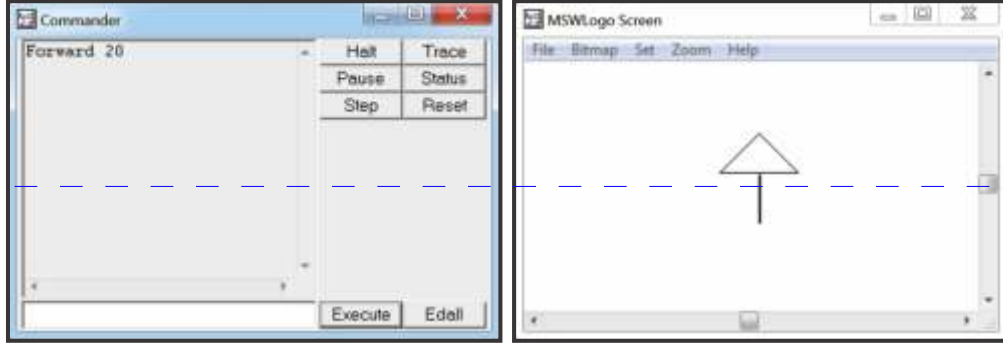 Commander
Forward 20
Halt Trace
Pause Status
Step Reset
Execute Edall
MSWLogo Screen
File Bitmap Set Zoom Help